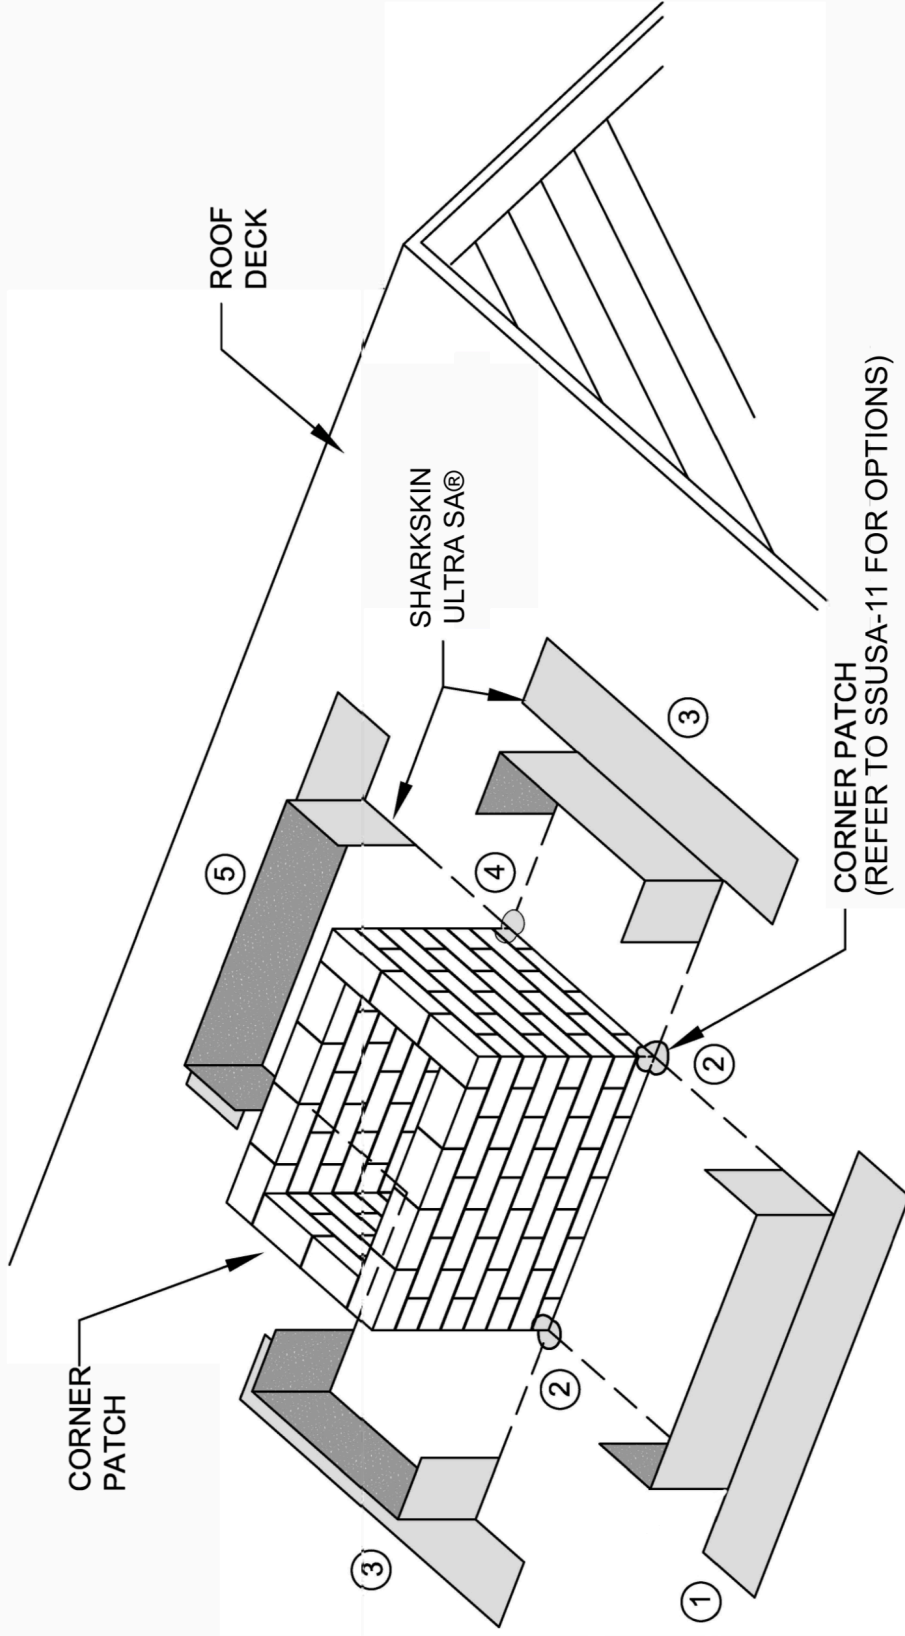 ROOF
DECK
SHARKSKIN
ULTRA SA®
CORNER PATCH
(REFER TO SSUSA-11 FOR OPTIONS)
CORNER
PATCH
5
4
3
2
2
3
1